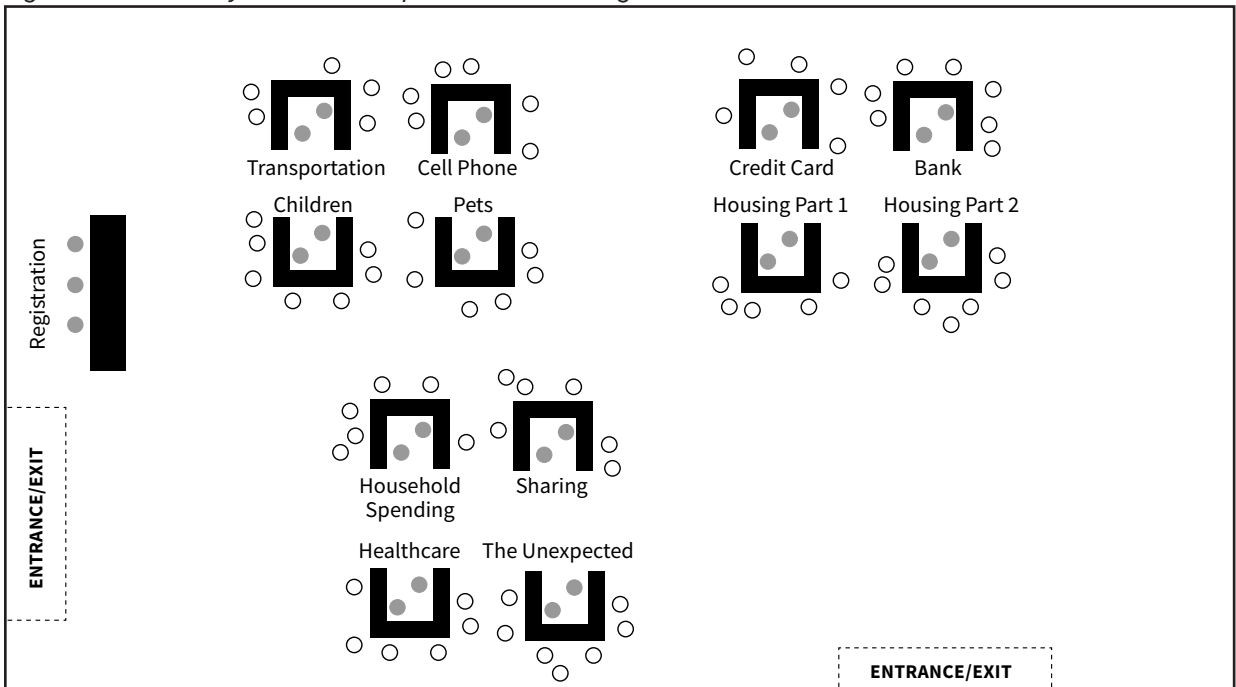 Transportation
Cell Phone
Credit Card
Bank
Children
Pets
Housing Part 1
Housing Part 2
Registration
Household
Spending
Sharing
ENTRANCE/EXIT
Healthcare
The Unexpected
ENTRANCE/EXIT